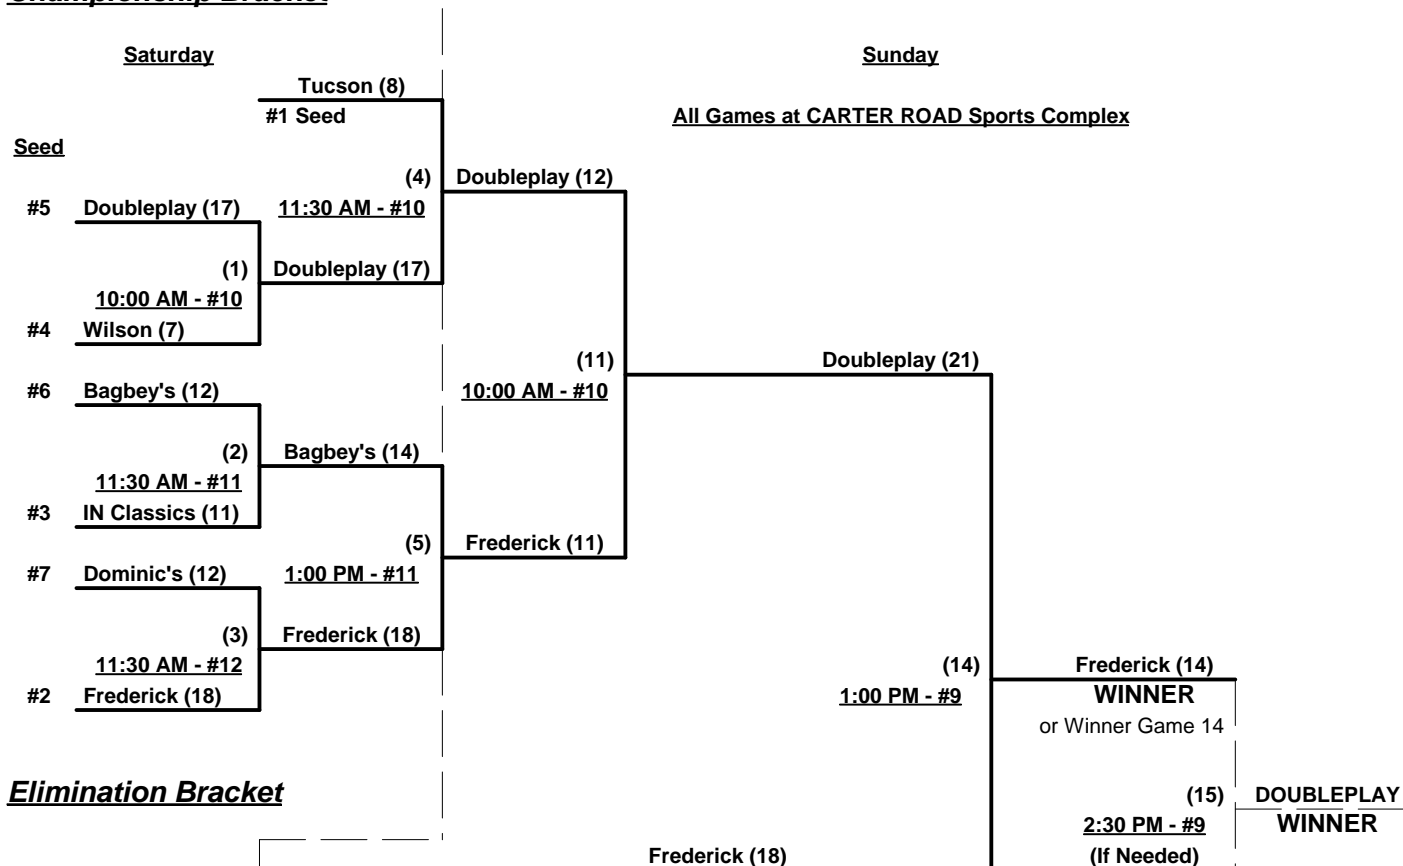 Championship Bracket
Saturday
Sunday
Tucson (8)
#1 Seed
All Games at CARTER ROAD Sports Complex
Seed
(4)
Doubleplay (12)
#5
Doubleplay (17)
11:30 AM - #10
(1)
Doubleplay (17)
10:00 AM - #10
#4
Wilson (7)
(11)
Doubleplay (21)
#6
Bagbey's (12)
10:00 AM - #10
(2)
Bagbey's (14)
11:30 AM - #11
#3
IN Classics (11)
(5)
Frederick (11)
#7
Dominic's (12)
1:00 PM - #11
(3)
Frederick (18)
11:30 AM - #12
(14)
Frederick (14)
#2
Frederick (18)
1:00 PM - #9
WINNER
or Winner Game 14
Elimination Bracket
(15)
DOUBLEPLAY
2:30 PM - #9
WINNER
Frederick (18)
(If Needed)